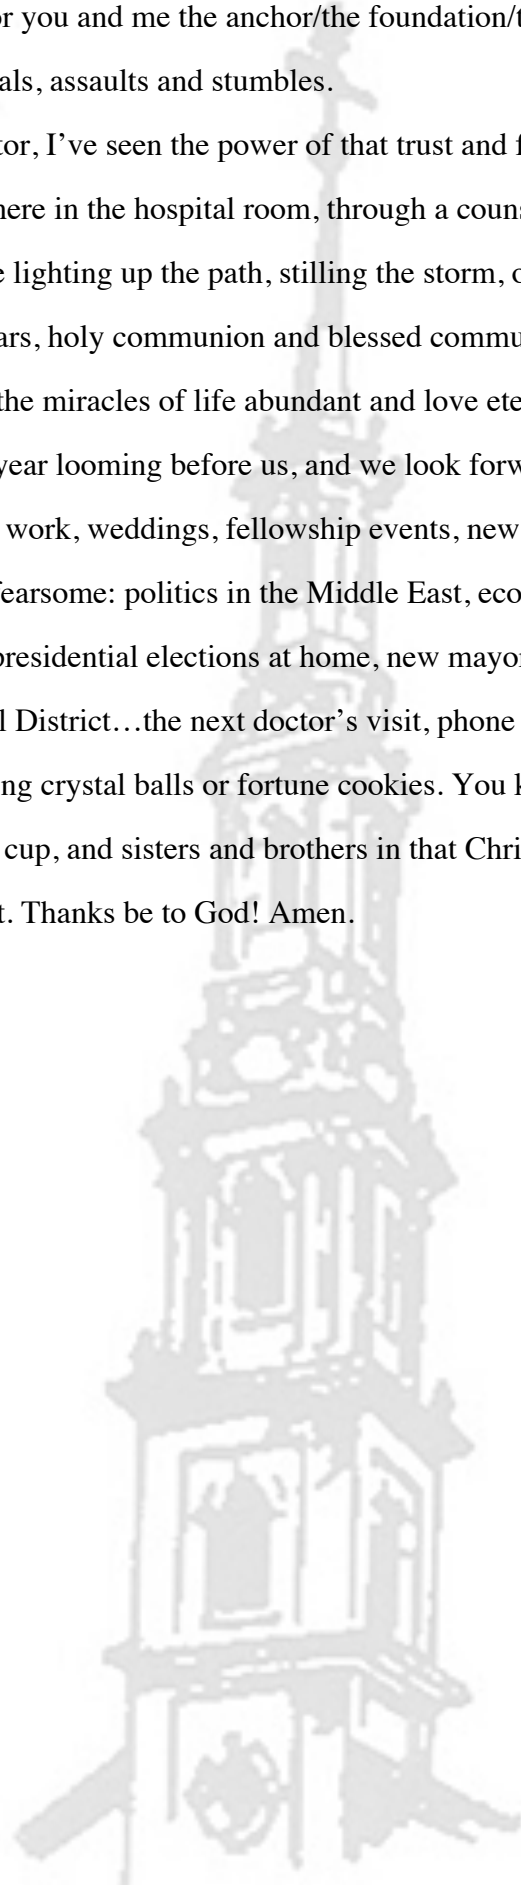 or you and me the anchor/the foundation/t
als, assaults and stumbles.
tor, I’ve seen the power of that trust and f
here in the hospital room, through a couns
e lighting up the path, stilling the storm, o
ars, holy communion and blessed commu
the miracles of life abundant and love ete
year looming before us, and we look forw
work, weddings, fellowship events, new
fearsome: politics in the Middle East, eco
presidential elections at home, new mayor
l District…the next doctor’s visit, phone
ng crystal balls or fortune cookies. You k
cup, and sisters and brothers in that Chri
t. Thanks be to God! Amen.